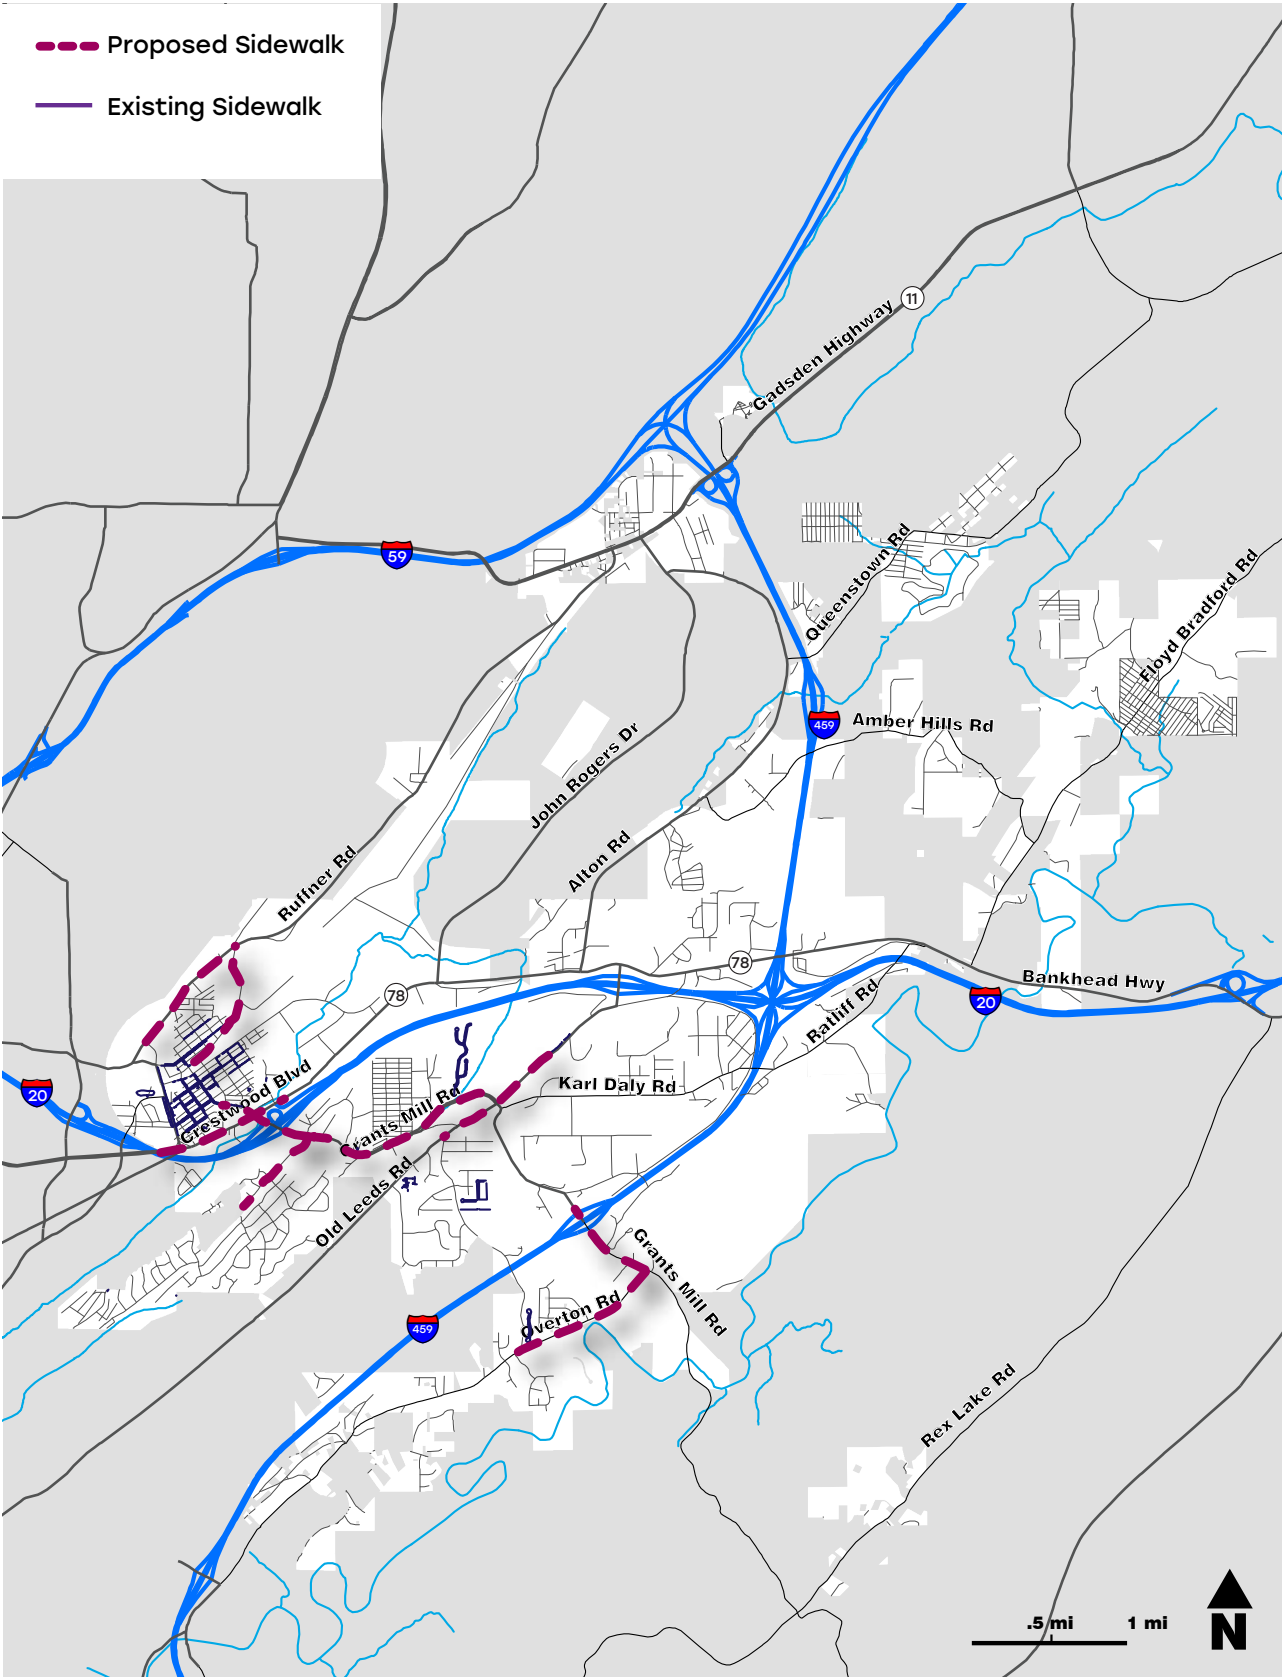 Proposed Sidewalk
Existing Sidewalk
11
Gadsden Highway
59
Queenstown Rd
Floyd Bradford Rd
459
Amber Hills Rd
John Rogers Dr
Alton Rd
Ruffner Rd
78
78
Bankhead Hwy
20
Ratliff Rd
Karl Daly Rd
20
Crestwood Blvd
Grants Mill Rd
Old Leeds Rd
Grants Mill Rd
Overton Rd
459
Rex Lake Rd
.5 mi 1 mi
N